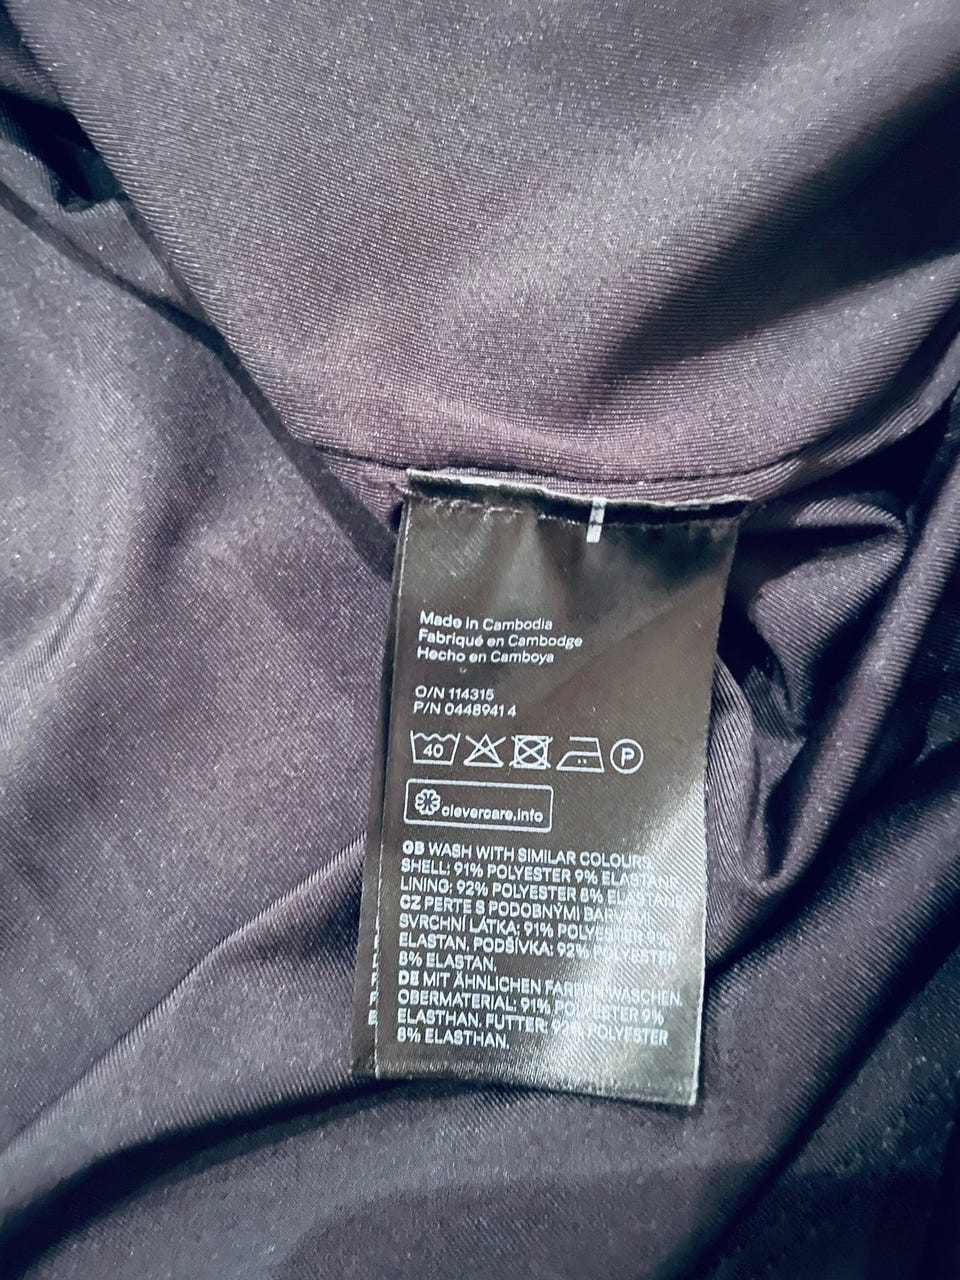 Made in Cambodia
Fabriqué en Cambodge
Hecho en Camboya
O/N 114315
P/N 0448941 4
40 P
clevercare.info
GB WASH WITH SIMILAR COLOURS.
SHELL: 91% POLYESTER 9% ELASTANE.
LINING: 92% POLYESTER 8% ELASTANE.
CZ PERTE S PODOBNÝMI BARVAMI.
SVRCHNÍ LÁTKA: 91% POLYESTER 9%
ELASTAN. PODŠÍVKA: 92% POLYESTER
8% ELASTAN.
DE MIT ÄHNLICHEN FARBEN WASCHEN.
OBERMATERIAL: 91% POLYESTER 9%
ELASTHAN. FUTTER: 92% POLYESTER
8% ELASTHAN.